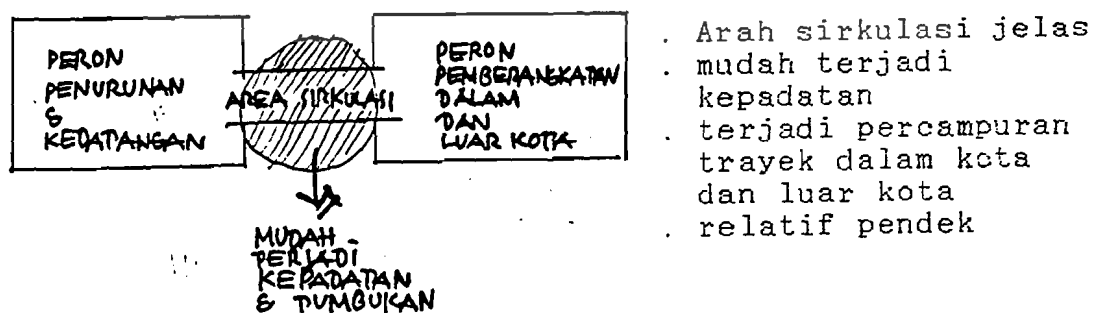 PERON
PENURUNAN
&
KEDATANGAN
AREA SIRKULASI
PERON
PEMBERANGKATAN
DALAM
DAN
LUAR KOTA
MUDAH
TERJADI
KEPADATAN
& TUMBUKAN
. Arah sirkulasi jelas
. mudah terjadi
kepadatan
. terjadi percampuran
trayek dalam kota
dan luar kota
. relatif pendek